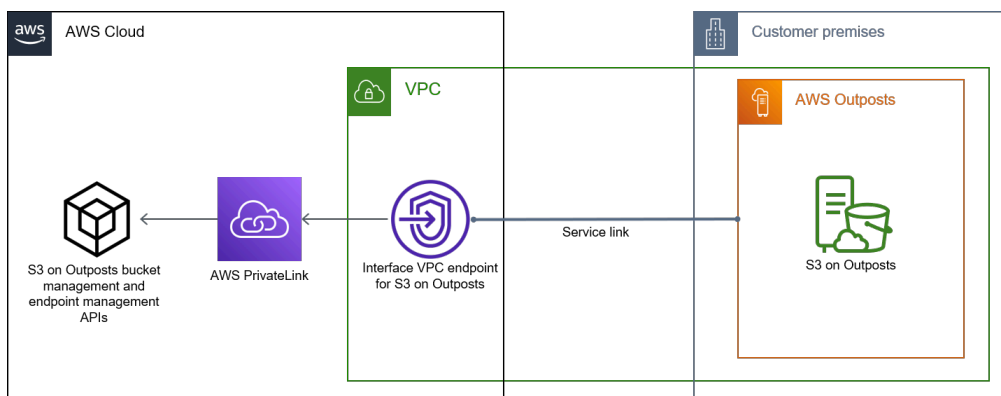 aws
AWS Cloud
Customer premises
VPC
AWS Outposts
S3 on Outposts bucket
management and
endpoint management
APIs
AWS PrivateLink
Interface VPC endpoint
for S3 on Outposts
Service link
S3 on Outposts